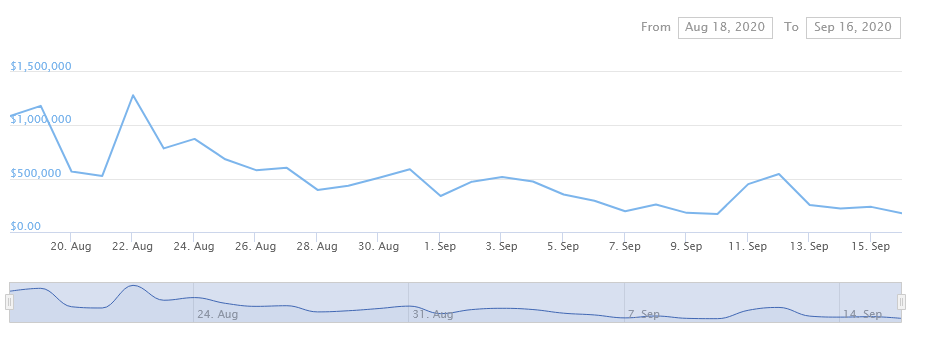 From Aug 18, 2020 To Sep 16, 2020
$1,500,000
$1,000,000
$500,000
$0.00
20. Aug 22. Aug 24. Aug 26. Aug 28. Aug 30. Aug 1. Sep 3. Sep 5. Sep 7. Sep 9. Sep 11. Sep 13. Sep 15. Sep
24. Aug 31. Aug 7. Sep 14. Sep